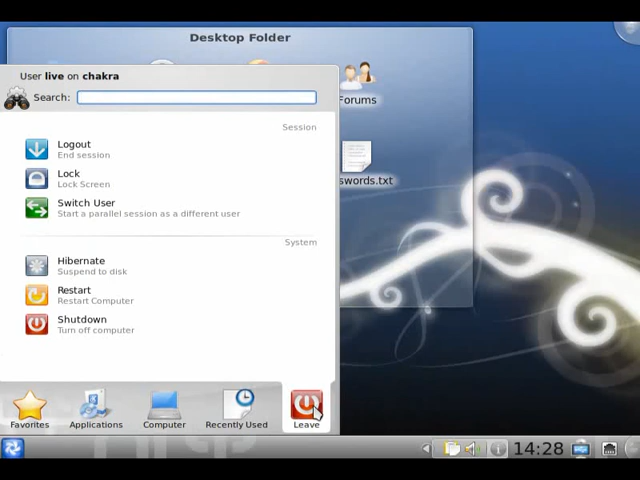 Desktop Folder
User live on chakra
Search:
Forums
swords.txt
Session
Logout
End session
Lock
Lock Screen
Switch User
Start a parallel session as a different user
System
Hibernate
Suspend to disk
Restart
Restart Computer
Shutdown
Turn off computer
Favorites
Applications
Computer
Recently Used
Leave
14:28